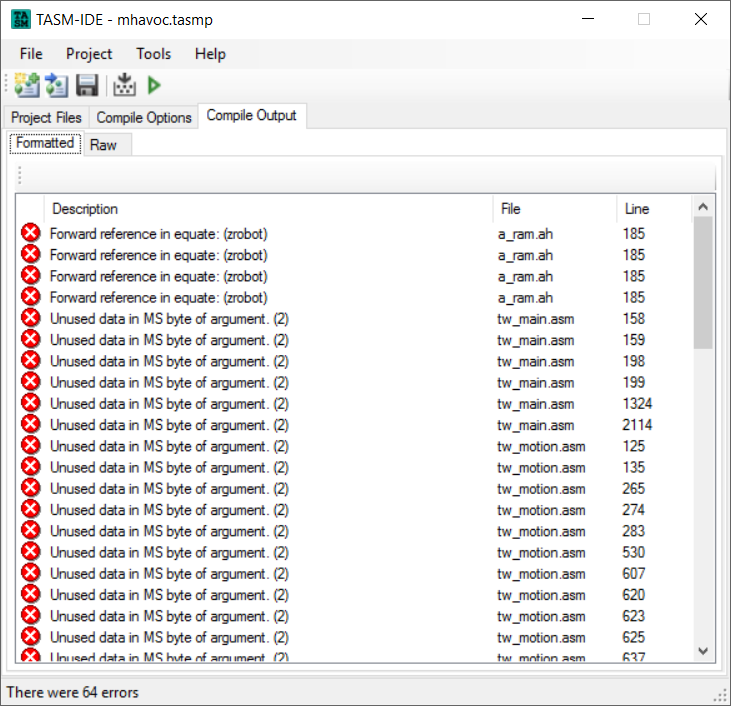 TASM-IDE - mhavoc.tasmp
File Project Tools Help
Project Files Compile Options Compile Output
Formatted Raw
Description File Line
Forward reference in equate: (zrobot) a_ram.ah 185
Forward reference in equate: (zrobot) a_ram.ah 185
Forward reference in equate: (zrobot) a_ram.ah 185
Forward reference in equate: (zrobot) a_ram.ah 185
Unused data in MS byte of argument. (2) tw_main.asm 158
Unused data in MS byte of argument. (2) tw_main.asm 159
Unused data in MS byte of argument. (2) tw_main.asm 198
Unused data in MS byte of argument. (2) tw_main.asm 199
Unused data in MS byte of argument. (2) tw_main.asm 1324
Unused data in MS byte of argument. (2) tw_main.asm 2114
Unused data in MS byte of argument. (2) tw_motion.asm 125
Unused data in MS byte of argument. (2) tw_motion.asm 135
Unused data in MS byte of argument. (2) tw_motion.asm 265
Unused data in MS byte of argument. (2) tw_motion.asm 274
Unused data in MS byte of argument. (2) tw_motion.asm 283
Unused data in MS byte of argument. (2) tw_motion.asm 530
Unused data in MS byte of argument. (2) tw_motion.asm 607
Unused data in MS byte of argument. (2) tw_motion.asm 620
Unused data in MS byte of argument. (2) tw_motion.asm 623
Unused data in MS byte of argument. (2) tw_motion.asm 625
Unused data in MS byte of argument. (2) tw_motion.asm 637
There were 64 errors